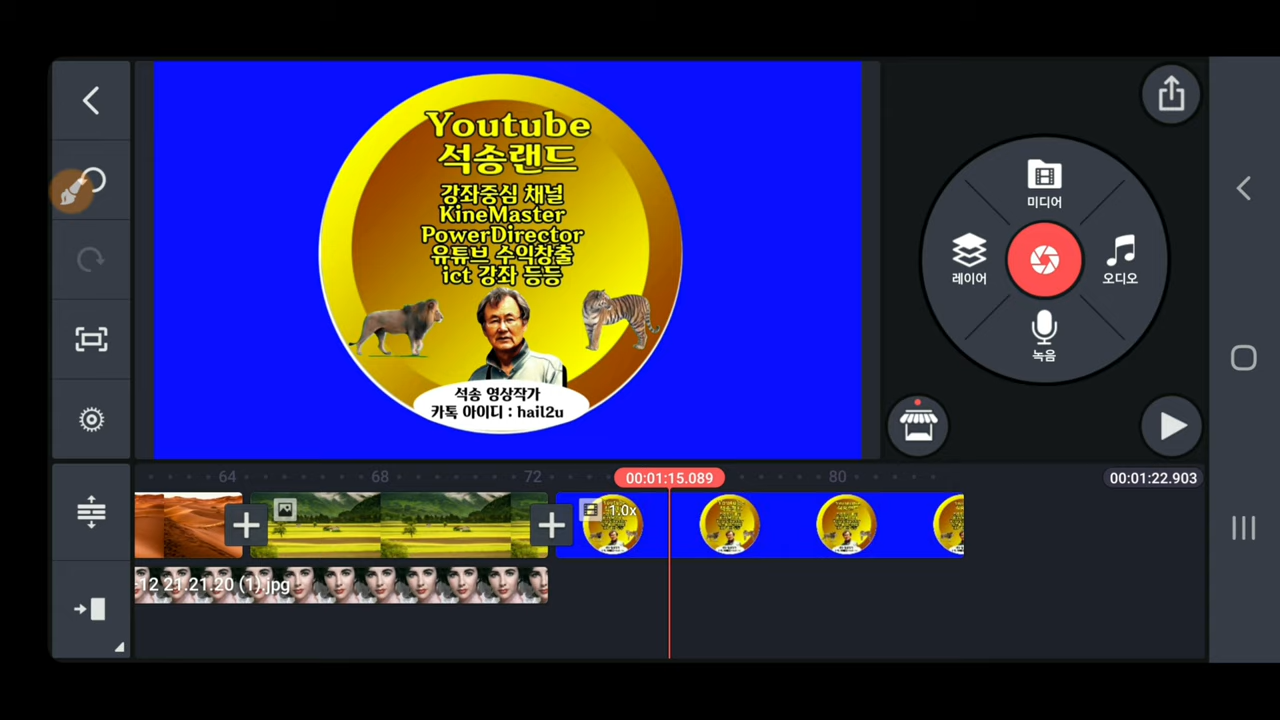 Youtube
석송랜드
강좌중심 채널
KineMaster
PowerDirector
유튜브 수익창출
ict 강좌 등등
석송 영상작가
카톡 아이디 : hail2u
미디어
레이어
오디오
녹음
64
68
72
00:01:15.089
80
00:01:22.903
1.0x
-12 21.21.20 (1).jpg